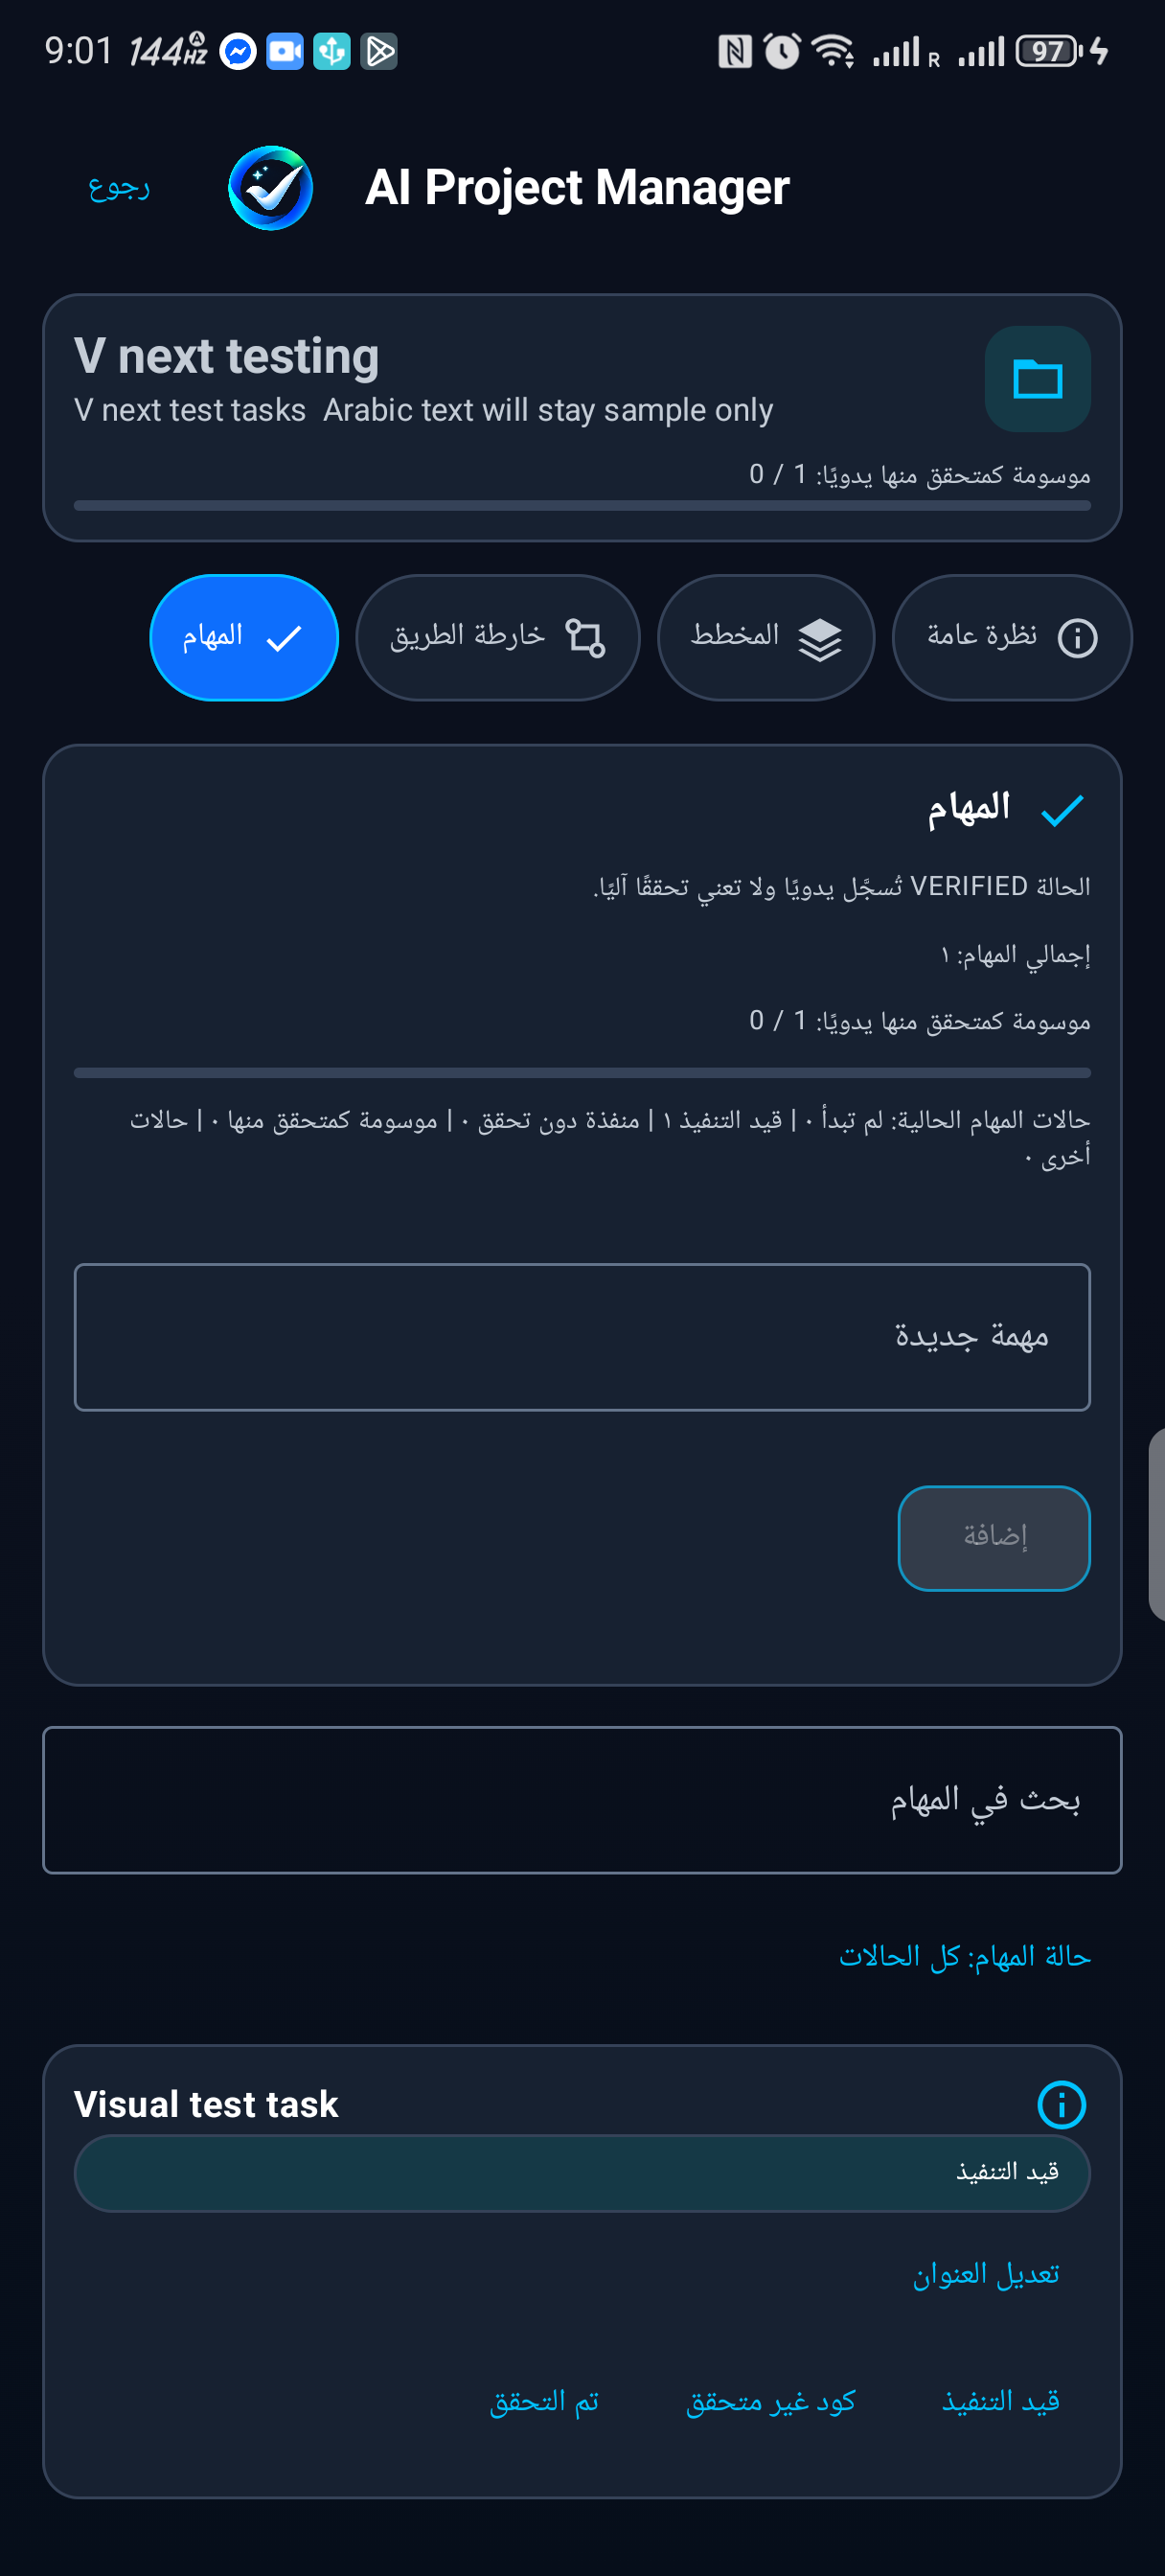 9:01 144Hz A R 97
رجوع
AI Project Manager
V next testing
V next test tasks  Arabic text will stay sample only
موسومة كمتحقق منها يدويًا: 1 / 0
نظرة عامة
المخطط
خارطة الطريق
المهام
المهام
الحالة VERIFIED تُسجَّل يدويًا ولا تعني تحققًا آليًا.
إجمالي المهام: ١
موسومة كمتحقق منها يدويًا: 1 / 0
حالات المهام الحالية: لم تبدأ ٠ | قيد التنفيذ ١ | منفذة دون تحقق ٠ | موسومة كمتحقق منها ٠ | حالات
أخرى ٠
مهمة جديدة
إضافة
بحث في المهام
حالة المهام: كل الحالات
Visual test task
قيد التنفيذ
تعديل العنوان
قيد التنفيذ
كود غير متحقق
تم التحقق